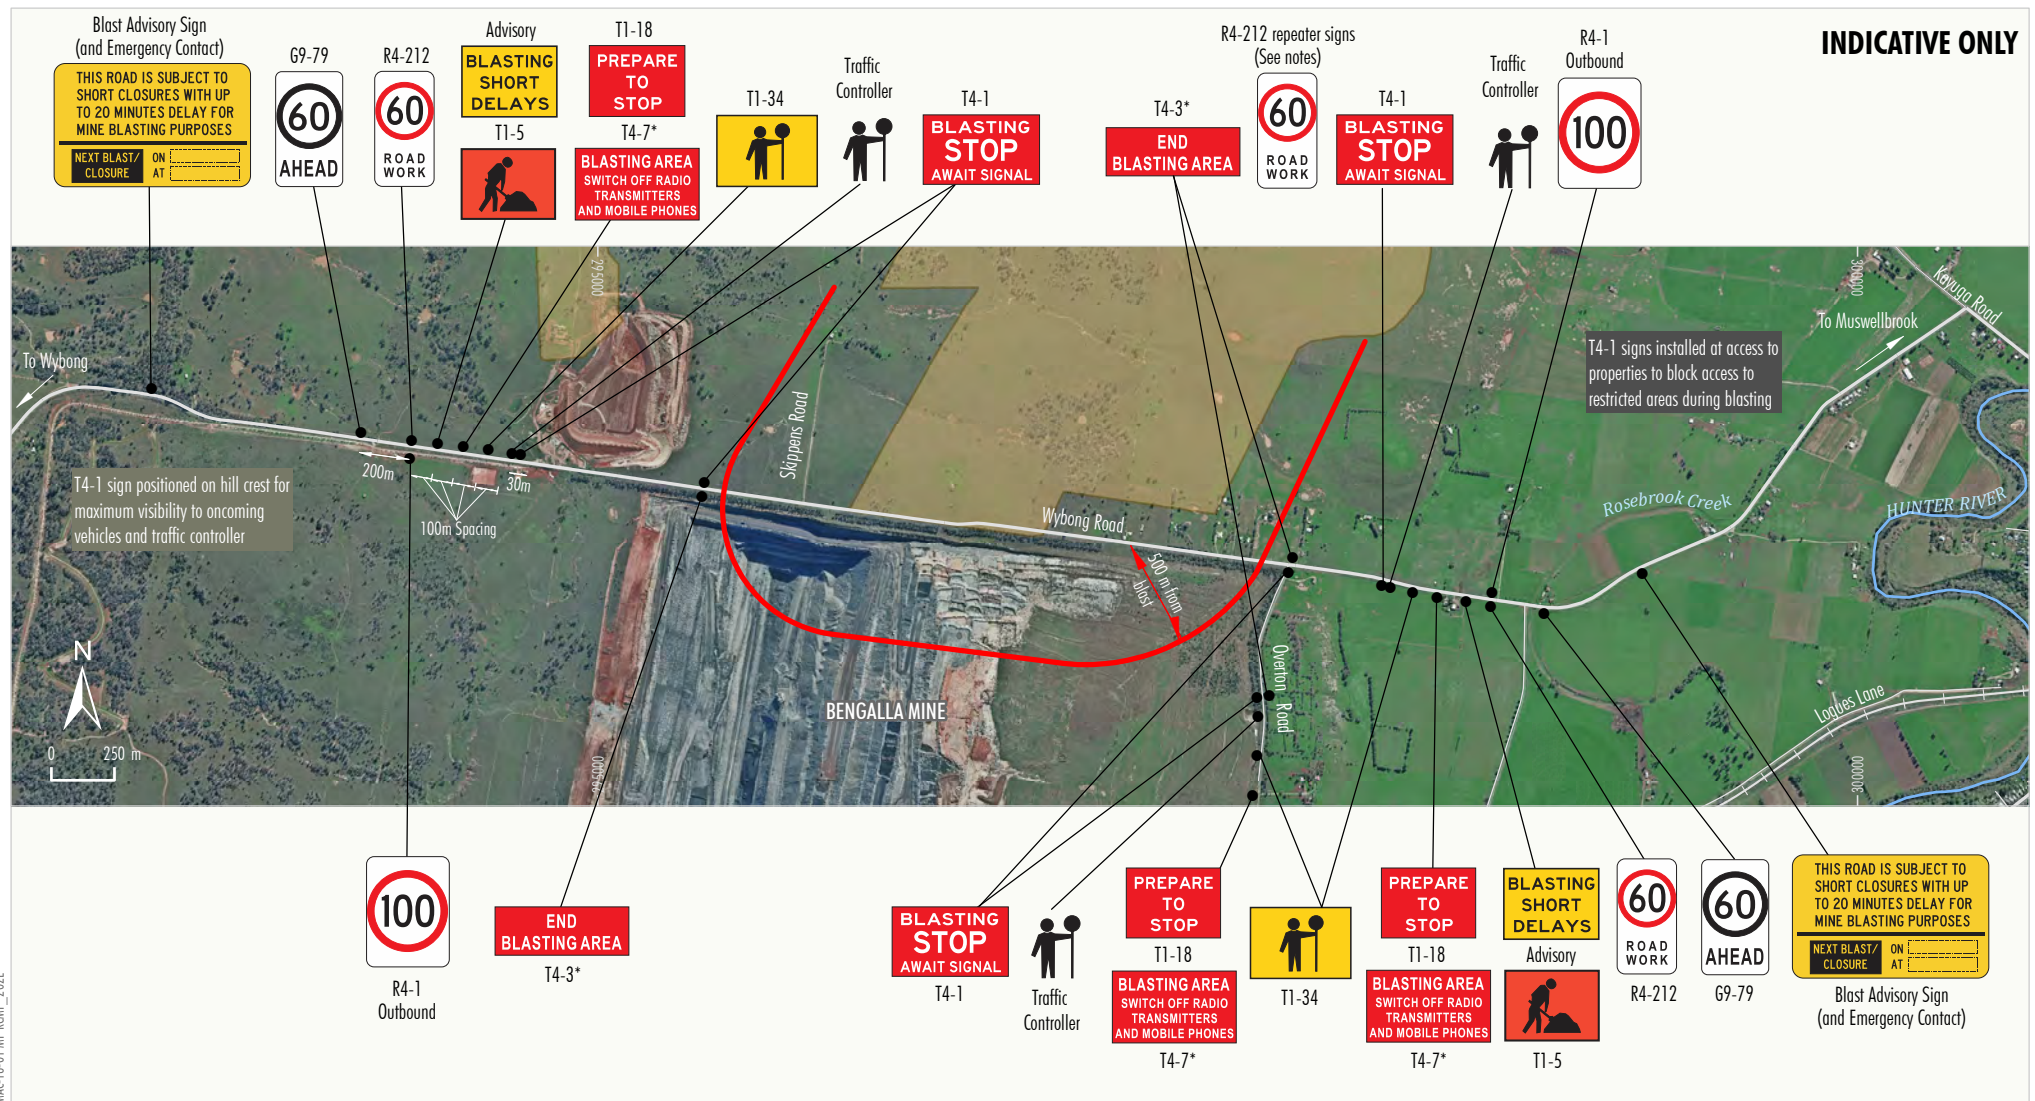 INDICATIVE ONLY
Blast Advisory Sign
(and Emergency Contact)
THIS ROAD IS SUBJECT TO
SHORT CLOSURES WITH UP
TO 20 MINUTES DELAY FOR
MINE BLASTING PURPOSES
NEXT BLAST/
CLOSURE
ON
AT
G9-79
60
AHEAD
R4-212
60
ROAD
WORK
Advisory
BLASTING
SHORT
DELAYS
T1-5
T1-18
PREPARE
TO
STOP
T4-7*
BLASTING AREA
SWITCH OFF RADIO
TRANSMITTERS
AND MOBILE PHONES
T1-34
Traffic
Controller
T4-1
BLASTING
STOP
AWAIT SIGNAL
T4-3*
END
BLASTING AREA
R4-212 repeater signs
(See notes)
60
ROAD
WORK
T4-1
BLASTING
STOP
AWAIT SIGNAL
Traffic
Controller
R4-1
Outbound
100
295000
300000
Kayuga Road
To Muswellbrook
To Wybong
T4-1 signs installed at access to
properties to block access to
restricted areas during blasting
Skippens Road
200m
30m
100m Spacing
T4-1 sign positioned on hill crest for
maximum visibility to oncoming
vehicles and traffic controller
Wybong Road
Rosebrook Creek
HUNTER RIVER
500 m from
blast
N
0 250 m
BENGALLA MINE
Overton Road
Logues Lane
295000
300000
100
R4-1
Outbound
END
BLASTING AREA
T4-3*
BLASTING
STOP
AWAIT SIGNAL
T4-1
Traffic
Controller
PREPARE
TO
STOP
T1-18
BLASTING AREA
SWITCH OFF RADIO
TRANSMITTERS
AND MOBILE PHONES
T4-7*
T1-34
PREPARE
TO
STOP
T1-18
BLASTING AREA
SWITCH OFF RADIO
TRANSMITTERS
AND MOBILE PHONES
T4-7*
BLASTING
SHORT
DELAYS
Advisory
T1-5
60
ROAD
WORK
R4-212
60
AHEAD
G9-79
THIS ROAD IS SUBJECT TO
SHORT CLOSURES WITH UP
TO 20 MINUTES DELAY FOR
MINE BLASTING PURPOSES
NEXT BLAST/
CLOSURE
ON
AT
Blast Advisory Sign
(and Emergency Contact)